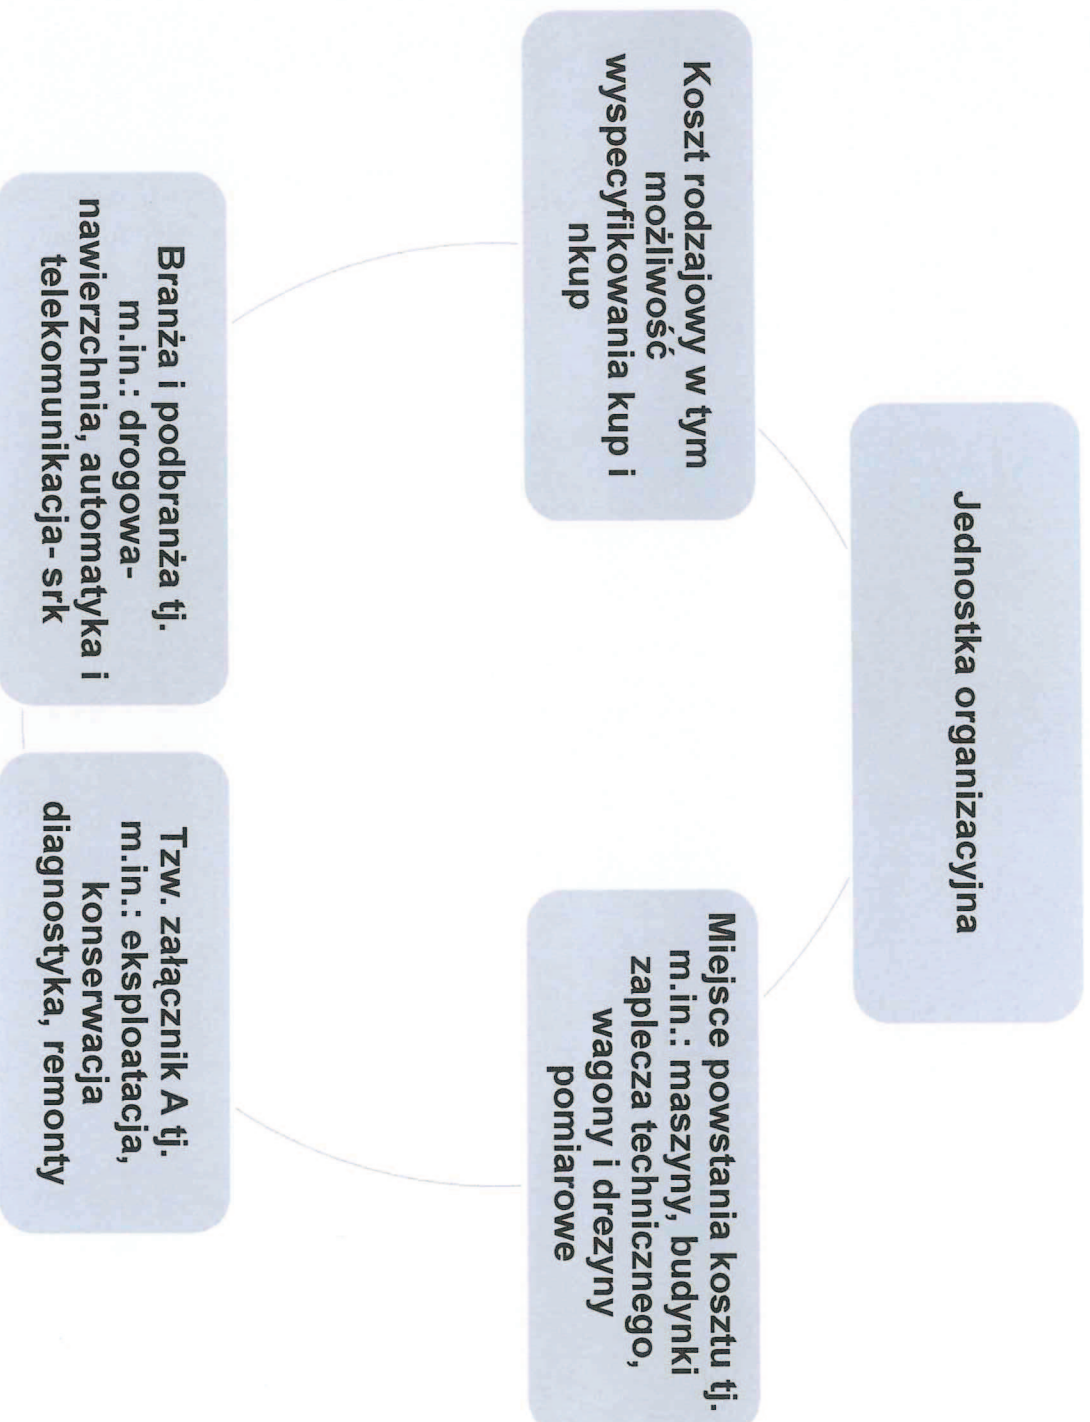 Jednostka organizacyjna
Koszt rodzajowy w tym
możliwość
wyspecyfikowania kup i
nkup
Miejsce powstania kosztu tj.
m.in.: maszyny, budynki
zaplecza technicznego,
wagony i drezyny
pomiarowe
Branża i podbranża tj.
m.in.: drogowa-
nawierzchnia, automatyka i
telekomunikacja- srk
Tzw. załącznik A tj.
m.in.: eksploatacja,
konserwacja
diagnostyka, remonty